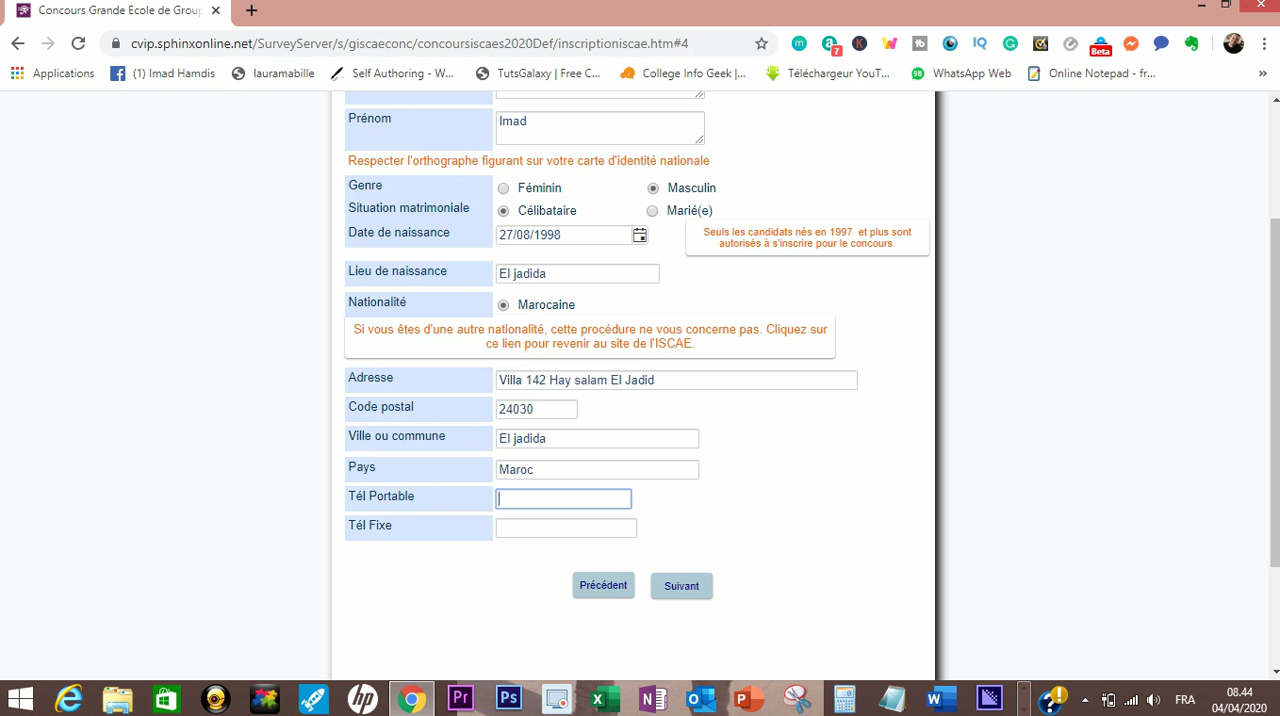 Concours Grande Ecole de Group
cvip.sphinxonline.net/SurveyServer/s/giscaeccdc/concoursiscaes2020Def/inscriptioniscae.htm#4
7
Beta
Applications
(1) Imad Hamdis
lauramabille
Self Authoring - W...
TutsGalaxy | Free C...
College Info Geek |...
Téléchargeur YouT...
98
WhatsApp Web
Online Notepad - fr...
»
Prénom
Imad
Respecter l'orthographe figurant sur votre carte d'identité nationale
Genre
Féminin
Masculin
Situation matrimoniale
Célibataire
Marié(e)
Date de naissance
27/08/1998
Seuls les candidats nés en 1997 et plus sont
autorisés à s'inscrire pour le concours.
Lieu de naissance
El jadida
Nationalité
Marocaine
Si vous êtes d'une autre nationalité, cette procédure ne vous concerne pas. Cliquez sur
ce lien pour revenir au site de l'ISCAE.
Adresse
Villa 142 Hay salam El Jadid
Code postal
24030
Ville ou commune
El jadida
Pays
Maroc
Tél Portable
Tél Fixe
Précédent
Suivant
FRA
08.44
04/04/2020